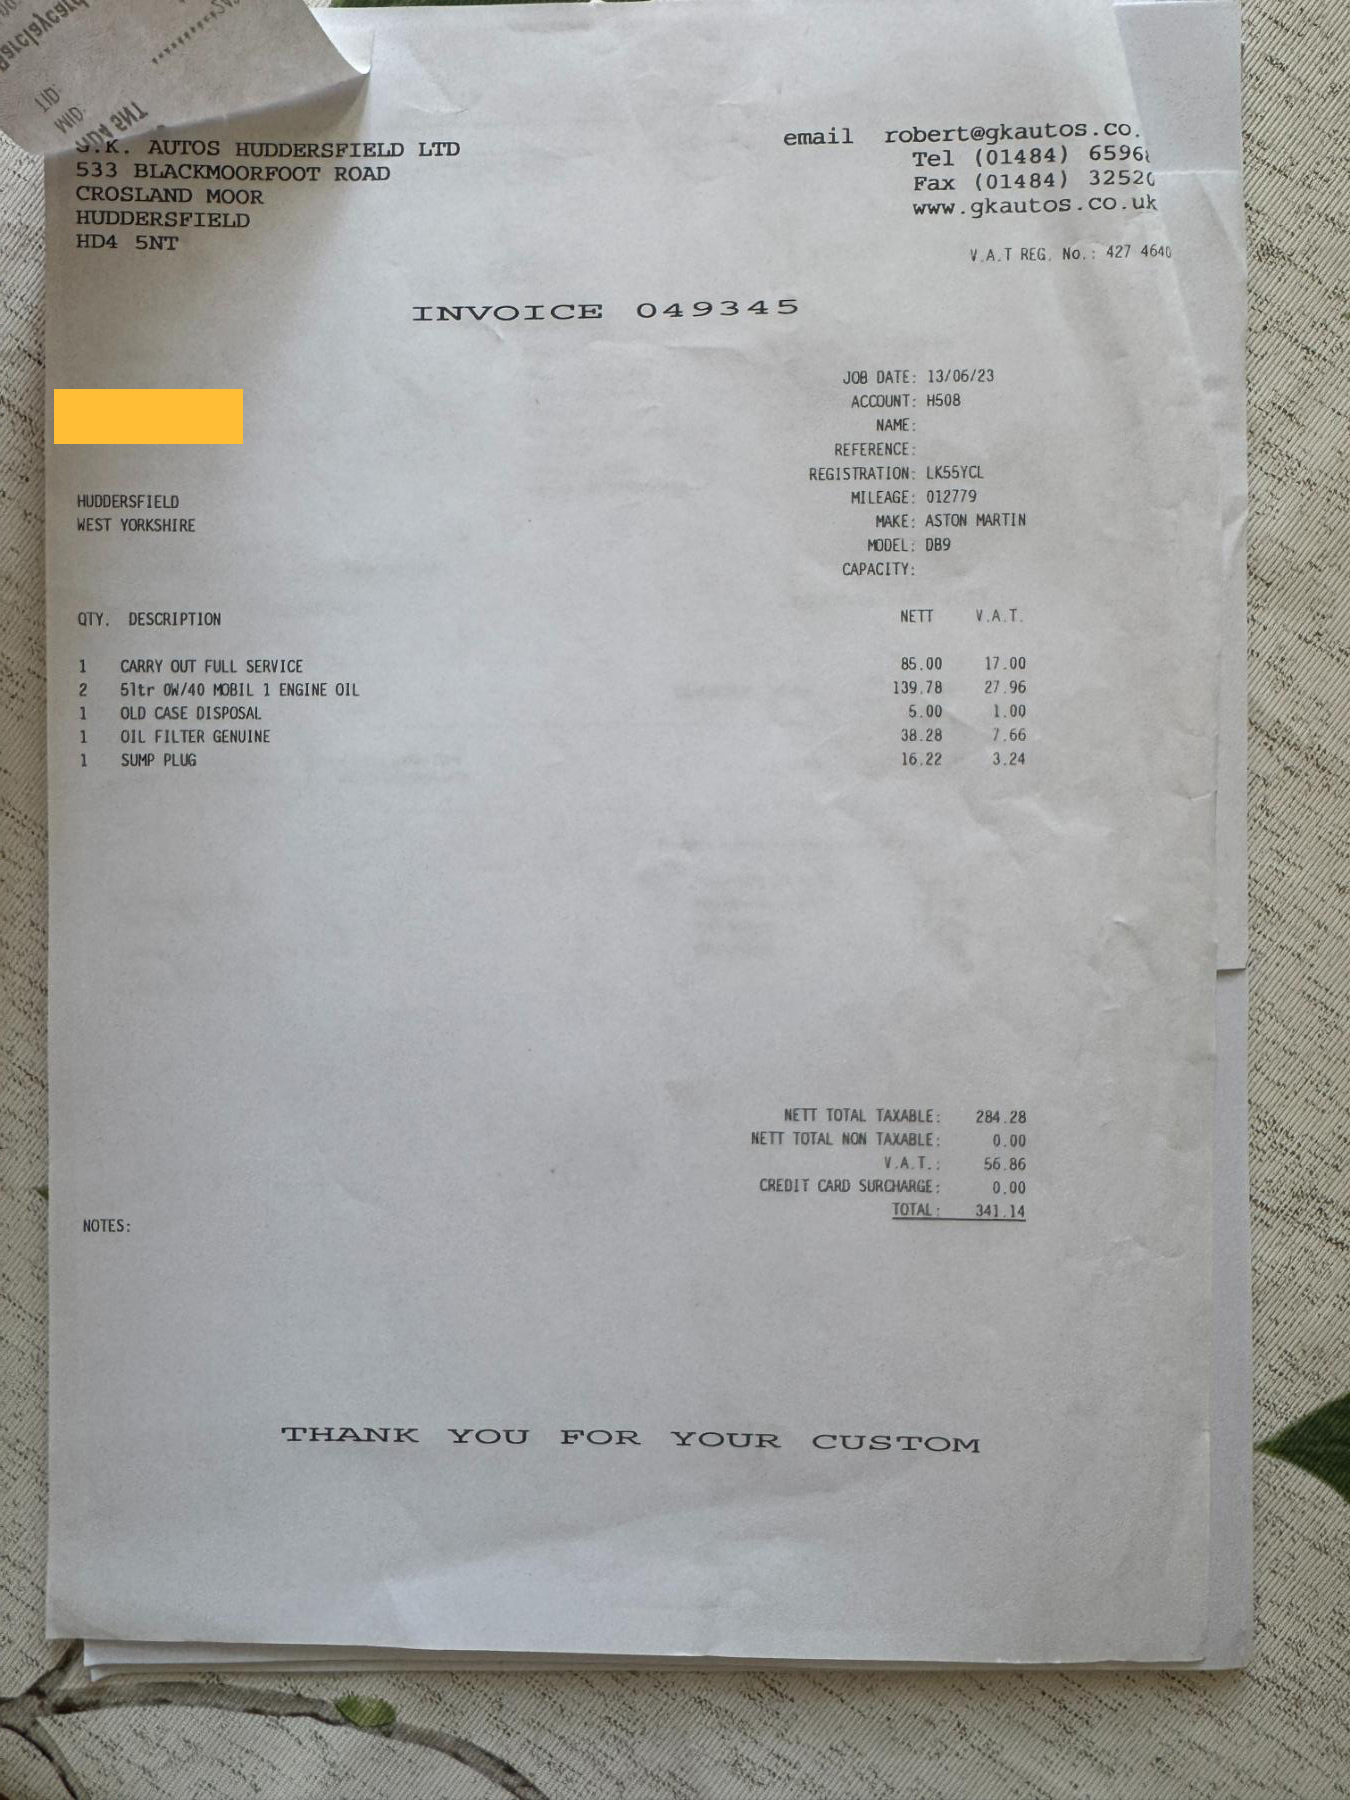 Barclaycard
TID:
MID:
HD4 5NT
G.K. AUTOS HUDDERSFIELD LTD
533 BLACKMOORFOOT ROAD
CROSLAND MOOR
HUDDERSFIELD
HD4 5NT
email robert@gkautos.co.
Tel (01484) 6596
Fax (01484) 3252
www.gkautos.co.uk
V.A.T REG. No.: 427 4640
INVOICE 049345
JOB DATE: 13/06/23
ACCOUNT: H508
NAME:
REFERENCE:
REGISTRATION: LK55YCL
MILEAGE: 012779
MAKE: ASTON MARTIN
MODEL: DB9
CAPACITY:
HUDDERSFIELD
WEST YORKSHIRE
QTY. DESCRIPTION NETT V.A.T.
1 CARRY OUT FULL SERVICE 85.00 17.00
2 5ltr 0W/40 MOBIL 1 ENGINE OIL 139.78 27.96
1 OLD CASE DISPOSAL 5.00 1.00
1 OIL FILTER GENUINE 38.28 7.66
1 SUMP PLUG 16.22 3.24
NETT TOTAL TAXABLE: 284.28
NETT TOTAL NON TAXABLE: 0.00
V.A.T.: 56.86
CREDIT CARD SURCHARGE: 0.00
TOTAL: 341.14
NOTES:
THANK YOU FOR YOUR CUSTOM